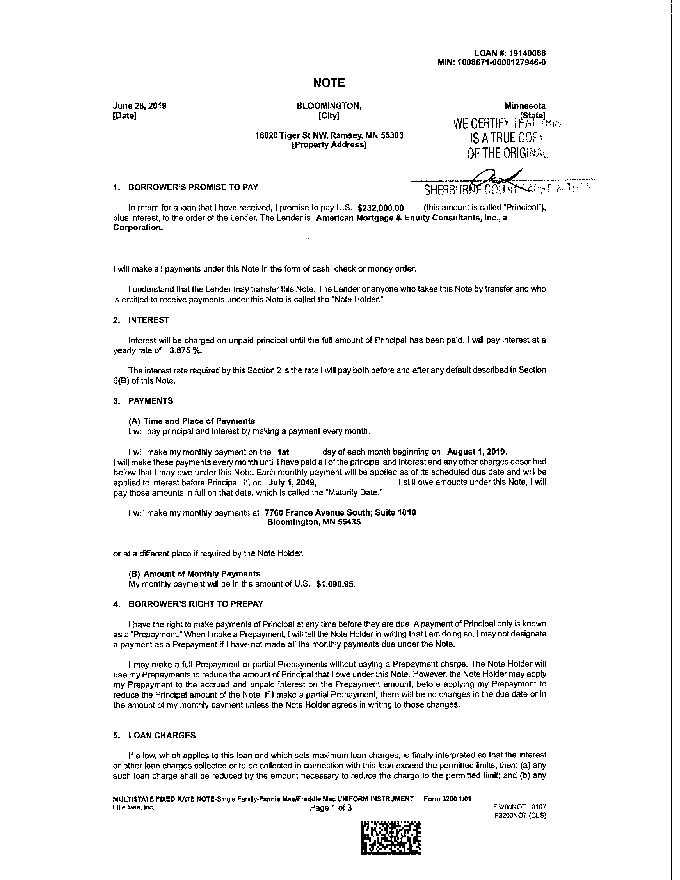 LOAN #: 19140088
MIN: 1008671-0000127946-0
NOTE
June 28, 2019
[Date]
BLOOMINGTON,
[City]
Minnesota
[State]
16020 Tiger St NW, Ramsey, MN 55303
[Property Address]
WE CERTIFY THAT THIS
IS A TRUE COPY
OF THE ORIGINAL
1. BORROWER'S PROMISE TO PAY
In return for a loan that I have received, I promise to pay U.S. $232,000.00 (this amount is called "Principal"),
plus interest, to the order of the Lender. The Lender is American Mortgage & Equity Consultants, Inc., a
Corporation.
I will make all payments under this Note in the form of cash, check or money order.
I understand that the Lender may transfer this Note. The Lender or anyone who takes this Note by transfer and who
is entitled to receive payments under this Note is called the "Note Holder."
2. INTEREST
Interest will be charged on unpaid principal until the full amount of Principal has been paid. I will pay interest at a
yearly rate of 3.875 %.
The interest rate required by this Section 2 is the rate I will pay both before and after any default described in Section
6(B) of this Note.
3. PAYMENTS
(A) Time and Place of Payments
I will pay principal and interest by making a payment every month.
I will make my monthly payment on the 1st day of each month beginning on August 1, 2019.
I will make these payments every month until I have paid all of the principal and interest and any other charges described
below that I may owe under this Note. Each monthly payment will be applied as of its scheduled due date and will be
applied to interest before Principal. If, on July 1, 2049, I still owe amounts under this Note, I will
pay those amounts in full on that date, which is called the "Maturity Date."
I will make my monthly payments at 7760 France Avenue South; Suite 1010
Bloomington, MN 55435
or at a different place if required by the Note Holder.
(B) Amount of Monthly Payments
My monthly payment will be in the amount of U.S. $1,090.95.
4. BORROWER'S RIGHT TO PREPAY
I have the right to make payments of Principal at any time before they are due. A payment of Principal only is known
as a "Prepayment." When I make a Prepayment, I will tell the Note Holder in writing that I am doing so. I may not designate
a payment as a Prepayment if I have not made all the monthly payments due under the Note.
I may make a full Prepayment or partial Prepayments without paying a Prepayment charge. The Note Holder will
use my Prepayments to reduce the amount of Principal that I owe under this Note. However, the Note Holder may apply
my Prepayment to the accrued and unpaid interest on the Prepayment amount, before applying my Prepayment to
reduce the Principal amount of the Note. If I make a partial Prepayment, there will be no changes in the due date or in
the amount of my monthly payment unless the Note Holder agrees in writing to those changes.
5. LOAN CHARGES
If a law, which applies to this loan and which sets maximum loan charges, is finally interpreted so that the interest
or other loan charges collected or to be collected in connection with this loan exceed the permitted limits, then: (a) any
such loan charge shall be reduced by the amount necessary to reduce the charge to the permitted limit; and (b) any
MULTISTATE FIXED RATE NOTE-Single Family-Fannie Mae/Freddie Mac UNIFORM INSTRUMENT Form 3200 1/01
Ellie Mae, Inc.
Page 1 of 3
F3200NOT 0107
F3200NOT (CLS)